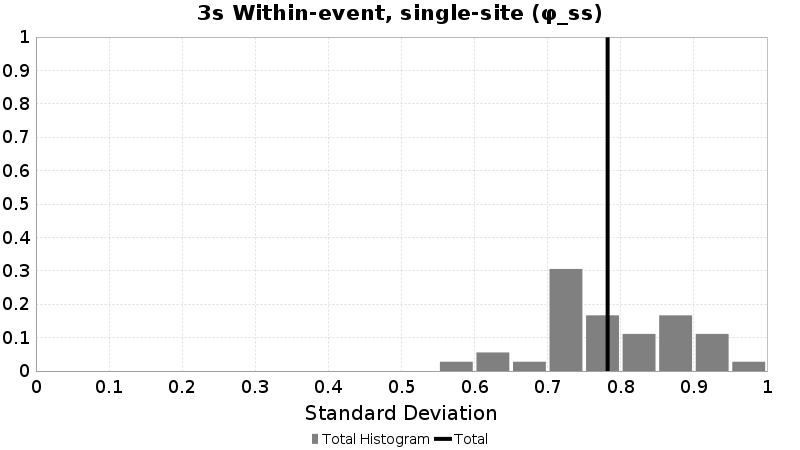 3s Within-event, single-site (φ_ss)
1
0.9
0.8
0.7
0.6
0.5
0.4
0.3
0.2
0.1
0
0 0.1 0.2 0.3 0.4 0.5 0.6 0.7 0.8 0.9 1
Standard Deviation
Total Histogram Total